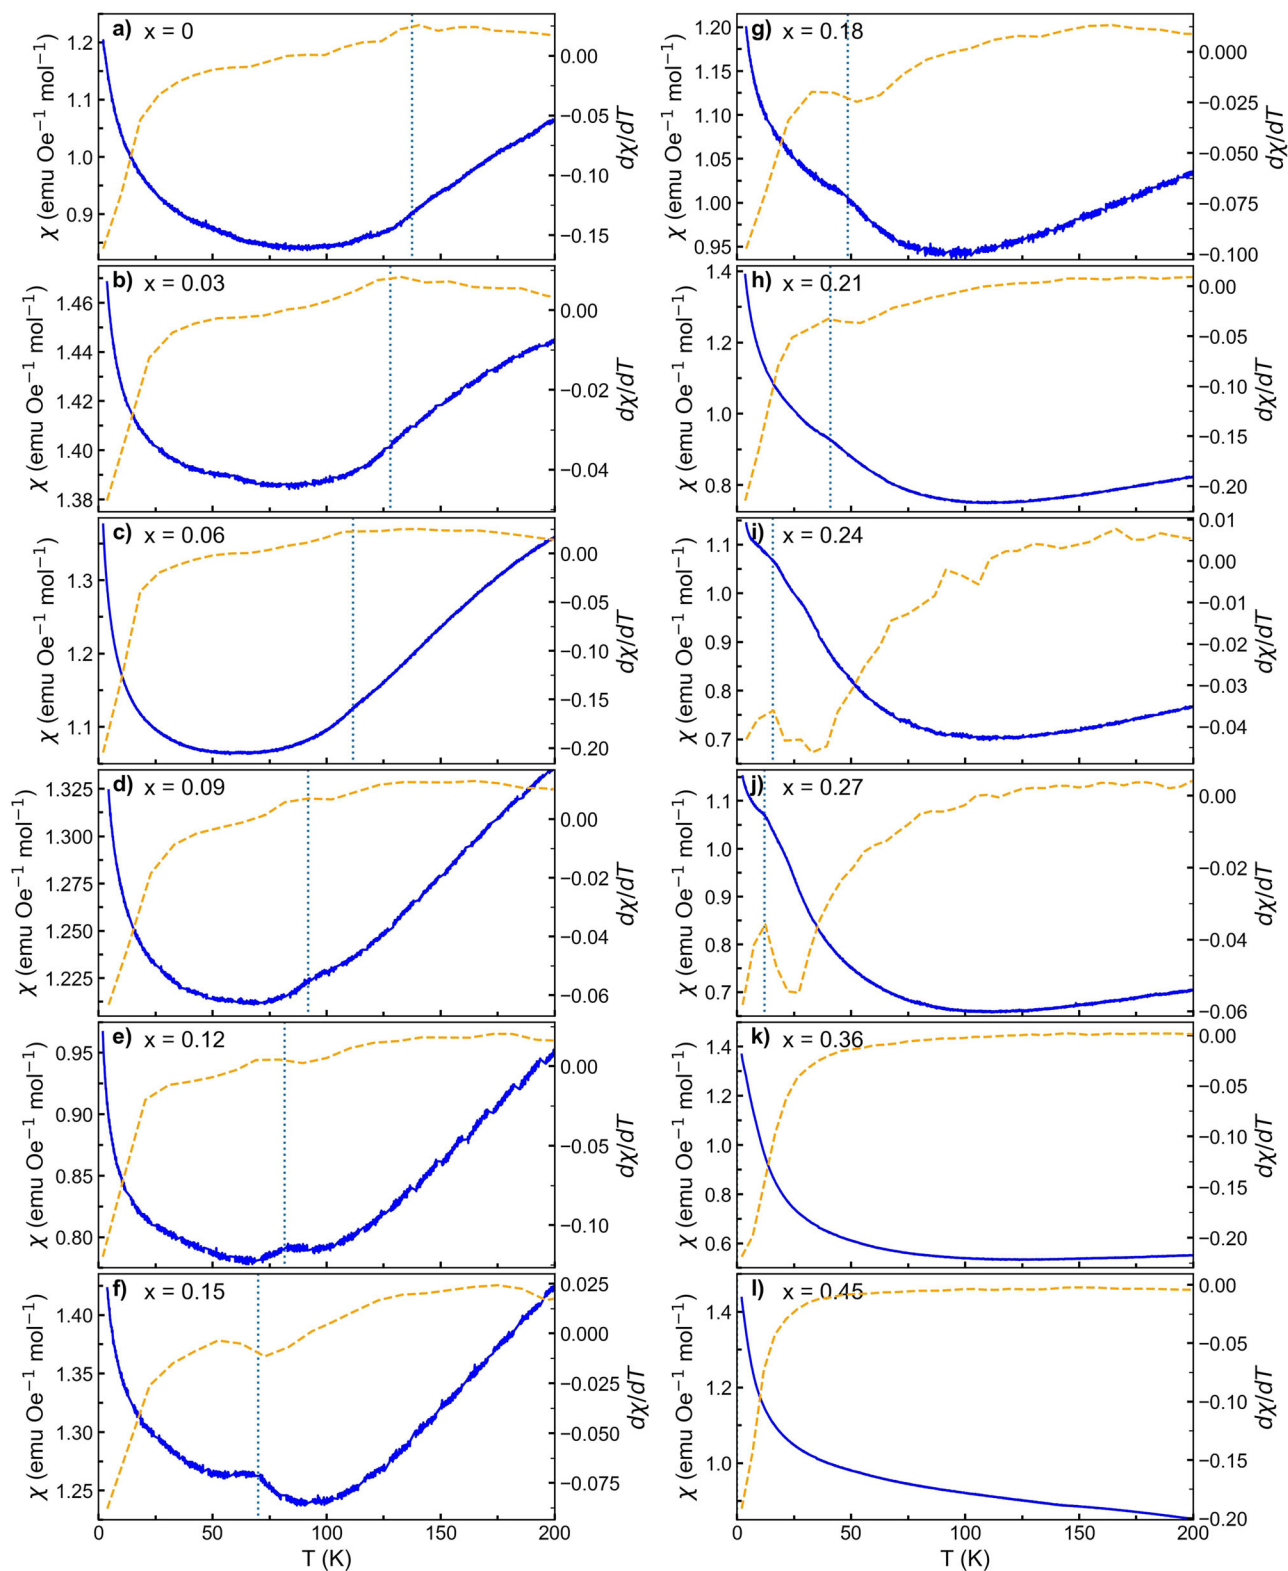 a) x = 0
1.2
1.1
1.0
0.9
χ (emu Oe⁻¹ mol⁻¹)
0.00
−0.05
−0.10
−0.15
dχ/dT
b) x = 0.03
1.46
1.44
1.42
1.40
1.38
χ (emu Oe⁻¹ mol⁻¹)
0.00
−0.02
−0.04
dχ/dT
c) x = 0.06
1.3
1.2
1.1
χ (emu Oe⁻¹ mol⁻¹)
0.00
−0.05
−0.10
−0.15
−0.20
dχ/dT
d) x = 0.09
1.325
1.300
1.275
1.250
1.225
χ (emu Oe⁻¹ mol⁻¹)
0.00
−0.02
−0.04
−0.06
dχ/dT
e) x = 0.12
0.95
0.90
0.85
0.80
χ (emu Oe⁻¹ mol⁻¹)
0.00
−0.05
−0.10
dχ/dT
f) x = 0.15
1.40
1.35
1.30
1.25
χ (emu Oe⁻¹ mol⁻¹)
0.025
0.000
−0.025
−0.050
−0.075
dχ/dT
0 50 100 150 200
T (K)
g) x = 0.18
1.20
1.15
1.10
1.05
1.00
0.95
χ (emu Oe⁻¹ mol⁻¹)
0.000
−0.025
−0.050
−0.075
−0.100
dχ/dT
h) x = 0.21
1.4
1.2
1.0
0.8
χ (emu Oe⁻¹ mol⁻¹)
0.00
−0.05
−0.10
−0.15
−0.20
dχ/dT
i) x = 0.24
1.1
1.0
0.9
0.8
0.7
χ (emu Oe⁻¹ mol⁻¹)
0.01
0.00
−0.01
−0.02
−0.03
−0.04
dχ/dT
j) x = 0.27
1.1
1.0
0.9
0.8
0.7
χ (emu Oe⁻¹ mol⁻¹)
0.00
−0.02
−0.04
−0.06
dχ/dT
k) x = 0.36
1.4
1.2
1.0
0.8
0.6
χ (emu Oe⁻¹ mol⁻¹)
0.00
−0.05
−0.10
−0.15
−0.20
dχ/dT
l) x = 0.45
1.4
1.2
1.0
χ (emu Oe⁻¹ mol⁻¹)
0.00
−0.05
−0.10
−0.15
−0.20
dχ/dT
0 50 100 150 200
T (K)